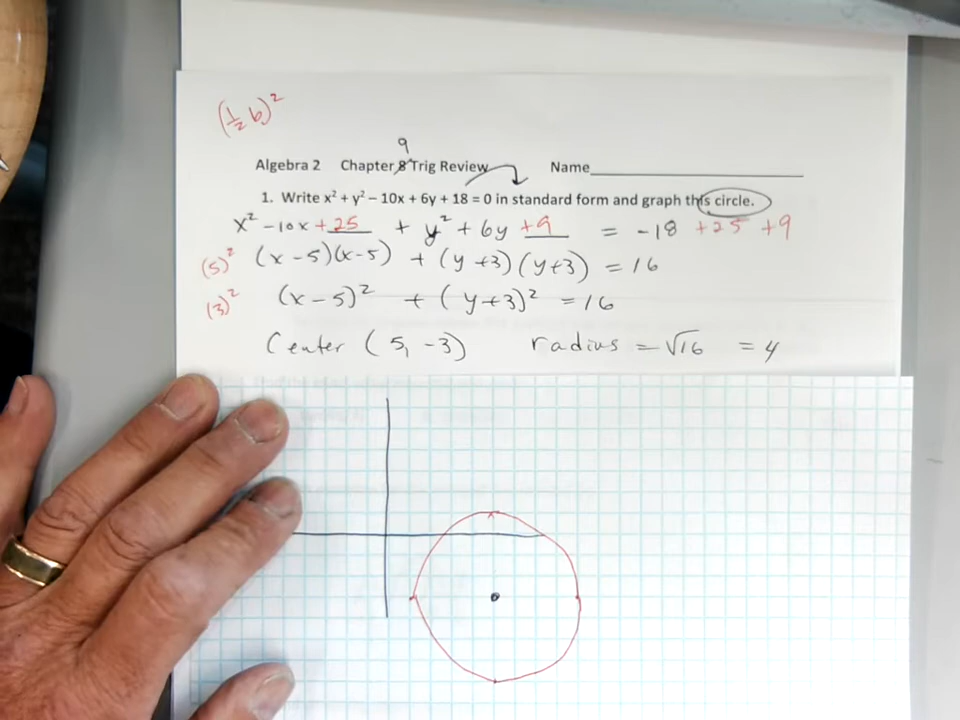 (½ b)²
9
Algebra 2 Chapter 8 Trig Review Name
1. Write x² + y² – 10x + 6y + 18 = 0 in standard form and graph this circle.
x² - 10x + 25 + y² + 6y + 9 = -18 + 25 + 9
(5)² (x - 5)(x - 5) + (y + 3)(y + 3) = 16
(3)² (x - 5)² + (y + 3)² = 16
Center (5, -3) radius = √16 = 4